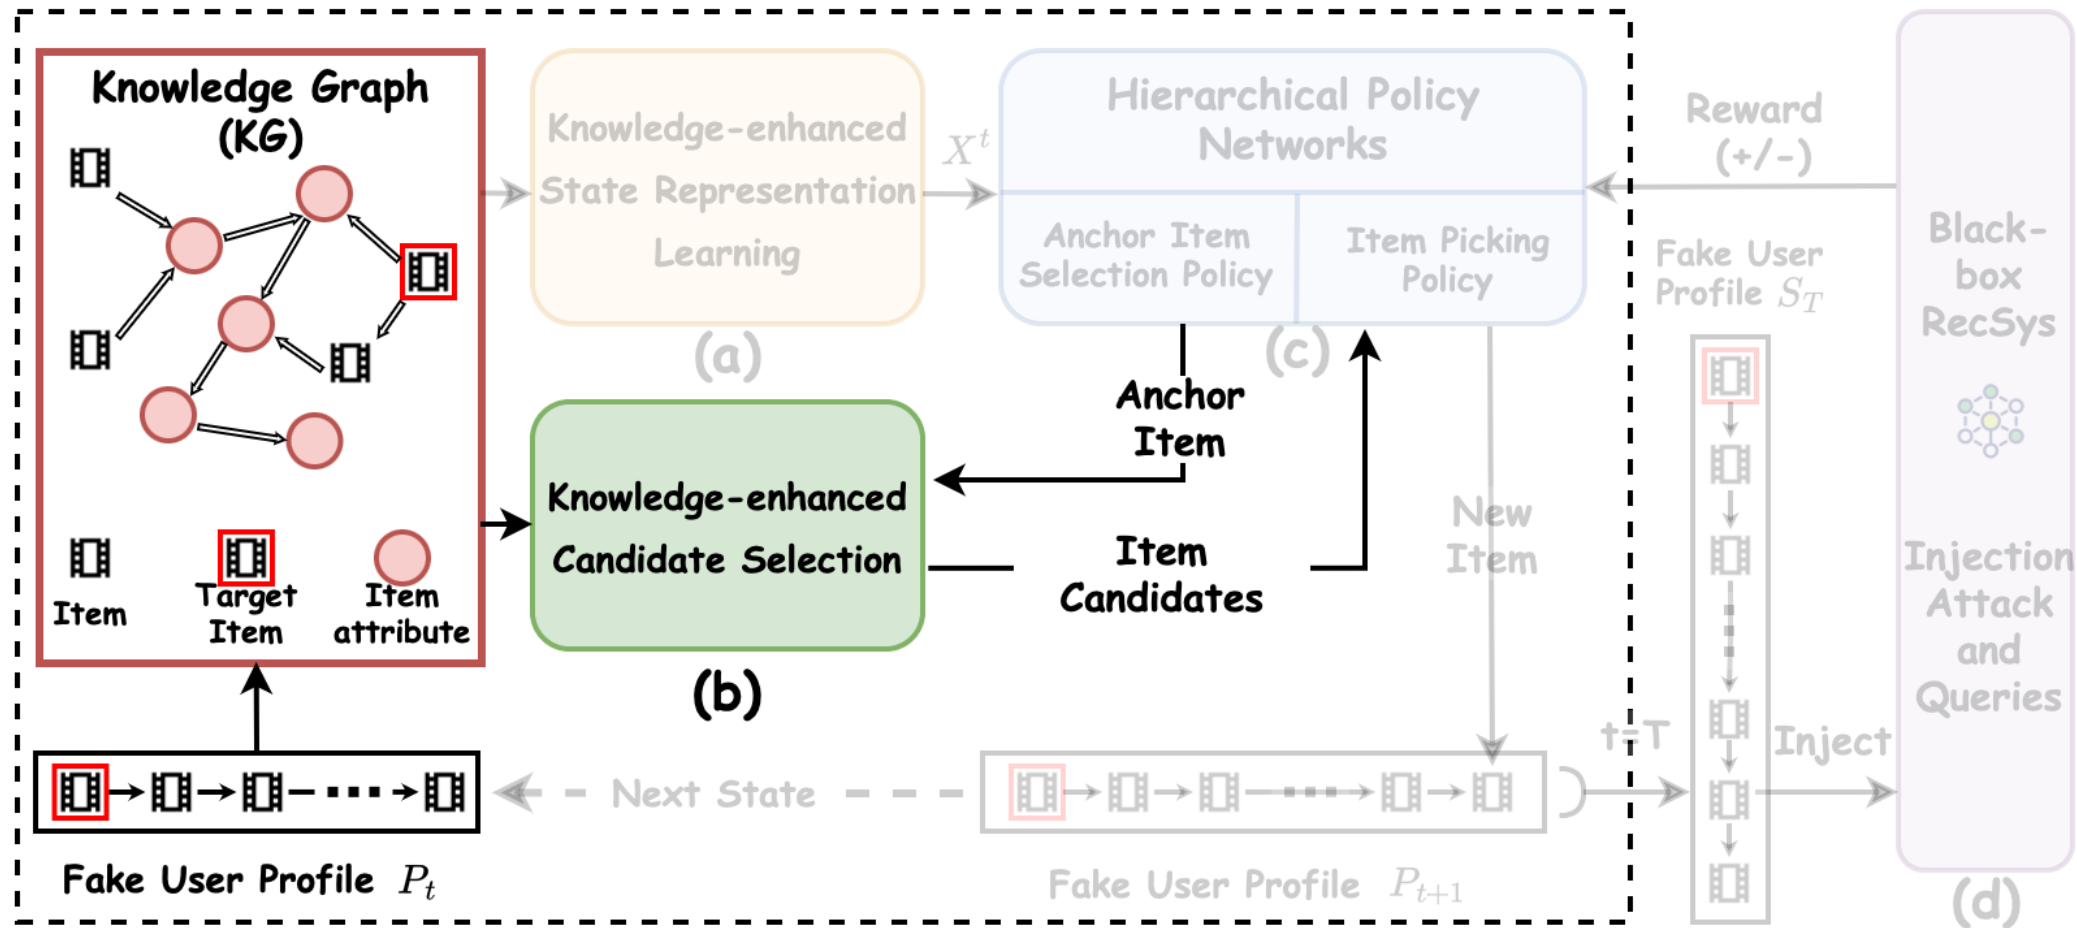 Knowledge Graph
(KG)
Item
Target
Item
Item
attribute
Fake User Profile P_t
Knowledge-enhanced
State Representation
Learning
(a)
X^t
Knowledge-enhanced
Candidate Selection
(b)
Hierarchical Policy
Networks
Anchor Item
Selection Policy
Item Picking
Policy
(c)
Anchor
Item
Item
Candidates
New
Item
Next State
Fake User Profile P_{t+1}
t=T
Reward
(+/-)
Fake User
Profile S_T
Inject
Black-
box
RecSys
Injection
Attack
and
Queries
(d)